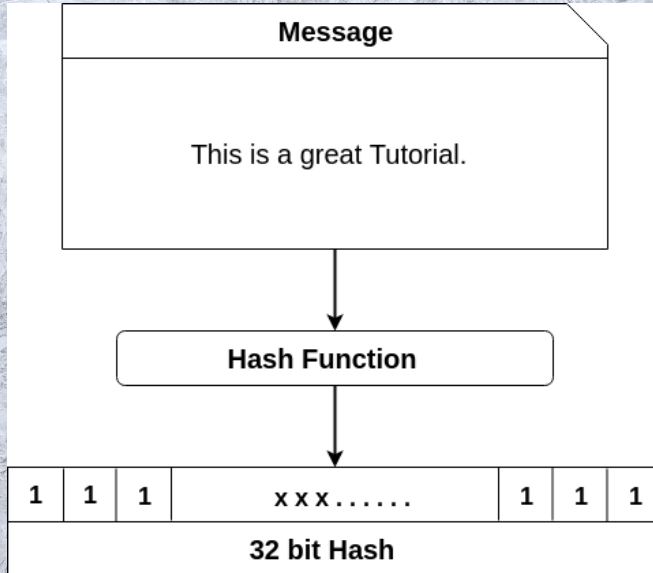 Message
This is a great Tutorial.
Hash Function
1 1 1 x x x . . . . . . 1 1 1
32 bit Hash